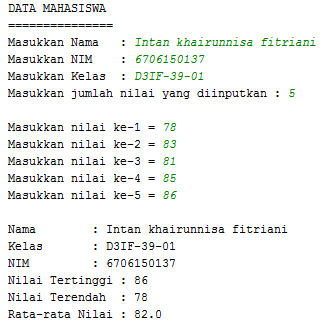 DATA MAHASISWA
===============
Masukkan Nama   : Intan khairunnisa fitriani
Masukkan NIM    : 6706150137
Masukkan Kelas  : D3IF-39-01
Masukkan jumlah nilai yang diinputkan : 5

Masukkan nilai ke-1 = 78
Masukkan nilai ke-2 = 83
Masukkan nilai ke-3 = 81
Masukkan nilai ke-4 = 85
Masukkan nilai ke-5 = 86

Nama        : Intan khairunnisa fitriani
Kelas       : D3IF-39-01
NIM         : 6706150137
Nilai Tertinggi : 86
Nilai Terendah  : 78
Rata-rata Nilai : 82.0